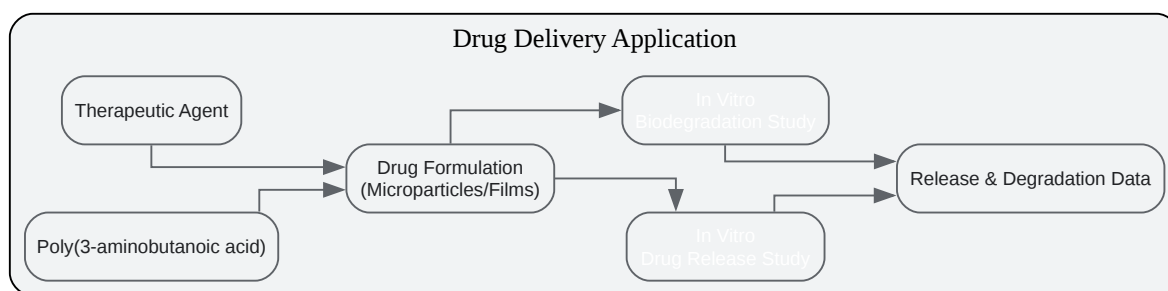 Drug Delivery Application
Therapeutic Agent
Poly(3-aminobutanoic acid)
Drug Formulation
(Microparticles/Films)
In Vitro
Biodegradation Study
In Vitro
Drug Release Study
Release & Degradation Data